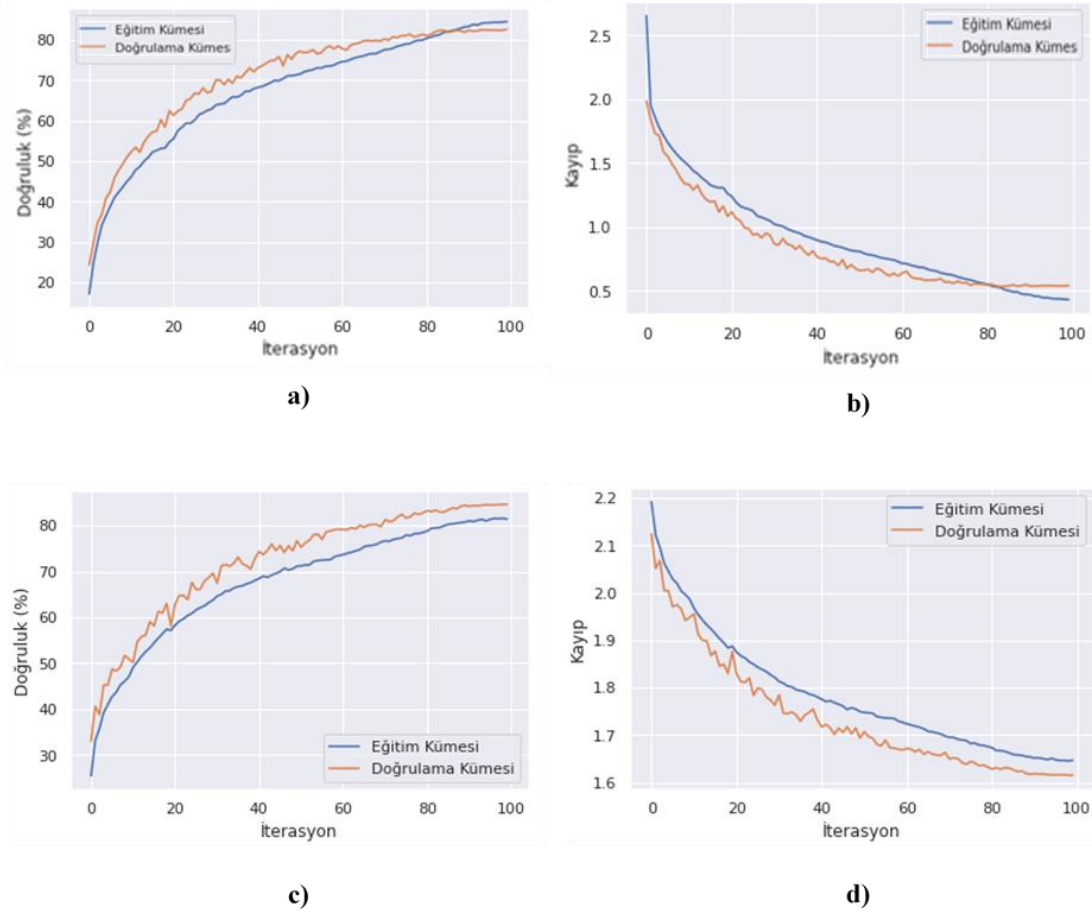 Eğitim Kümesi
Doğrulama Kümes
Doğruluk (%)
80
70
60
50
40
30
20
0 20 40 60 80 100
İterasyon
a)
Eğitim Kümesi
Doğrulama Kümes
Kayıp
2.5
2.0
1.5
1.0
0.5
0 20 40 60 80 100
İterasyon
b)
Doğruluk (%)
80
70
60
50
40
30
Eğitim Kümesi
Doğrulama Kümesi
0 20 40 60 80 100
İterasyon
c)
Eğitim Kümesi
Doğrulama Kümesi
Kayıp
2.2
2.1
2.0
1.9
1.8
1.7
1.6
0 20 40 60 80 100
İterasyon
d)